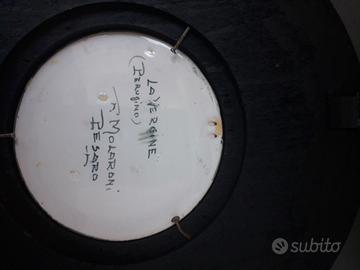 LA VERGINE
(PERUGINO)
MOLARONI
PESARO
subito